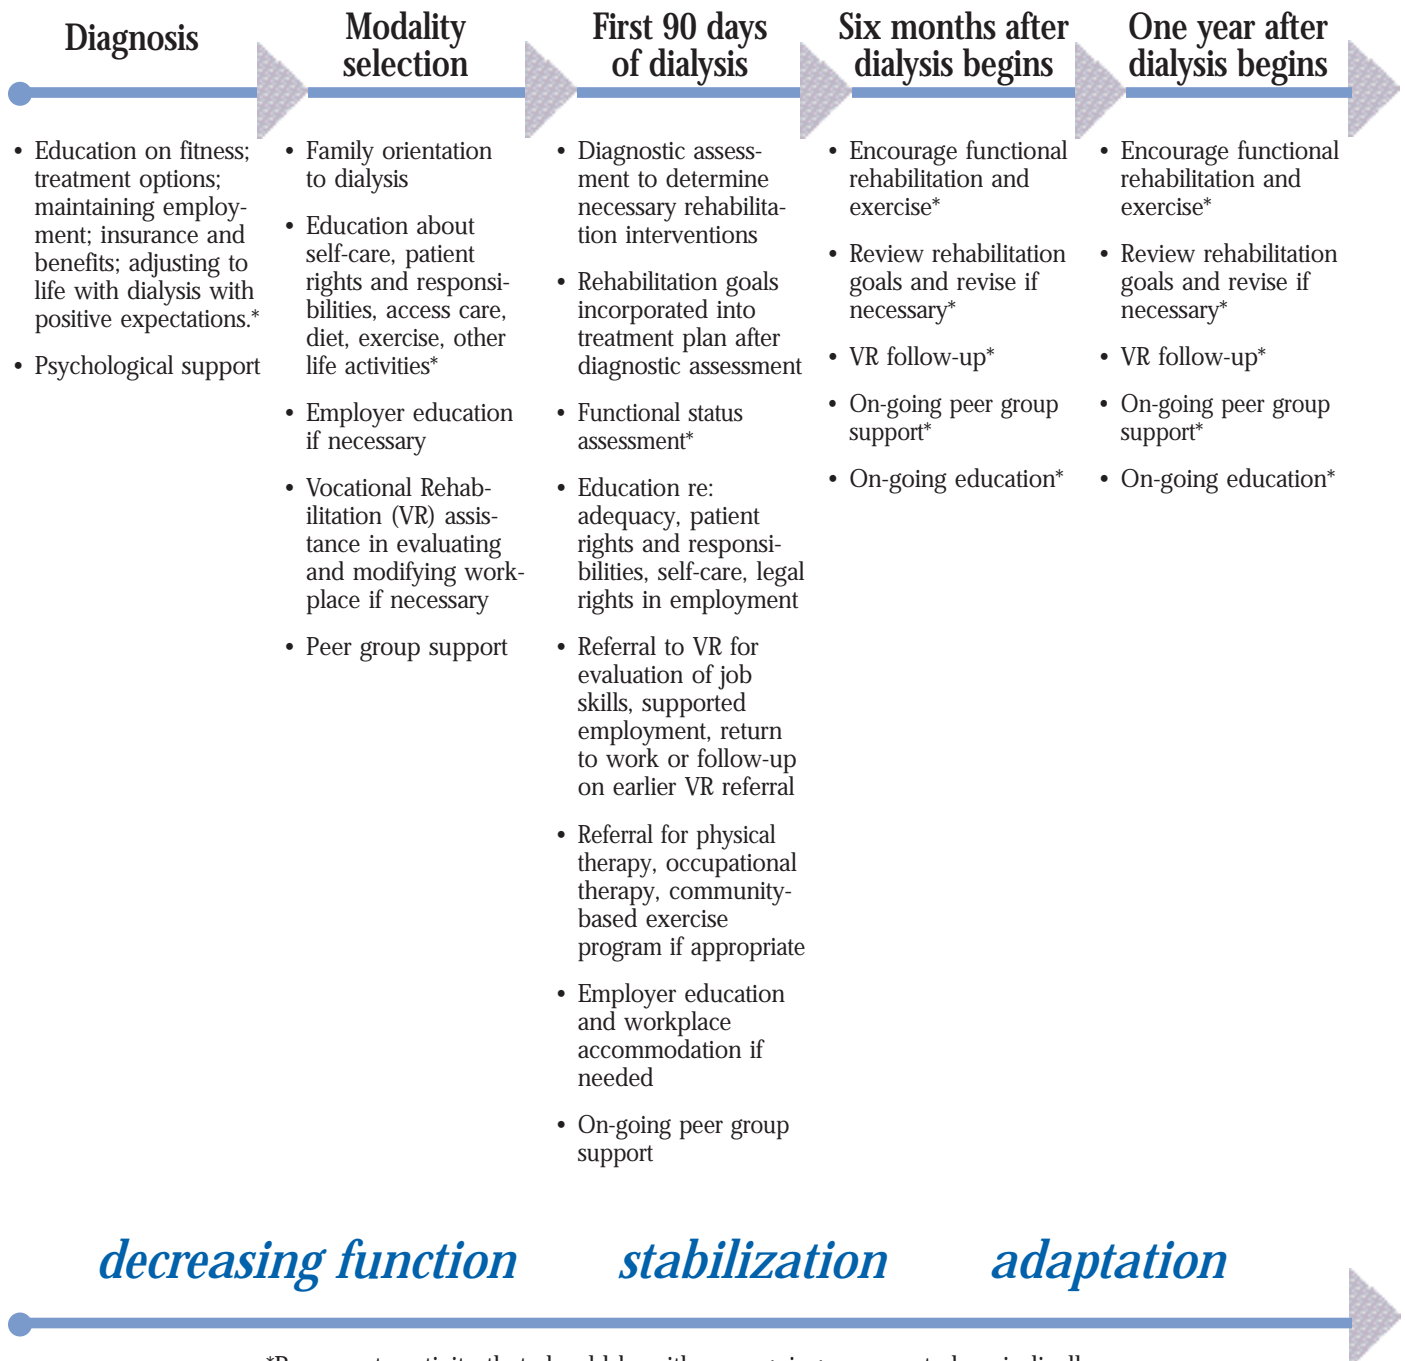 Diagnosis
Modality
selection
First 90 days
of dialysis
Six months after
dialysis begins
One year after
dialysis begins
• Education on fitness;
treatment options;
maintaining employ-
ment; insurance and
benefits; adjusting to
life with dialysis with
positive expectations.*
• Psychological support
• Family orientation
to dialysis
• Education about
self-care, patient
rights and responsi-
bilities, access care,
diet, exercise, other
life activities*
• Employer education
if necessary
• Vocational Rehab-
ilitation (VR) assis-
tance in evaluating
and modifying work-
place if necessary
• Peer group support
• Diagnostic assess-
ment to determine
necessary rehabilita-
tion interventions
• Rehabilitation goals
incorporated into
treatment plan after
diagnostic assessment
• Functional status
assessment*
• Education re:
adequacy, patient
rights and responsi-
bilities, self-care, legal
rights in employment
• Referral to VR for
evaluation of job
skills, supported
employment, return
to work or follow-up
on earlier VR referral
• Referral for physical
therapy, occupational
therapy, community-
based exercise
program if appropriate
• Employer education
and workplace
accommodation if
needed
• On-going peer group
support
• Encourage functional
rehabilitation and
exercise*
• Review rehabilitation
goals and revise if
necessary*
• VR follow-up*
• On-going peer group
support*
• On-going education*
• Encourage functional
rehabilitation and
exercise*
• Review rehabilitation
goals and revise if
necessary*
• VR follow-up*
• On-going peer group
support*
• On-going education*
decreasing function stabilization adaptation